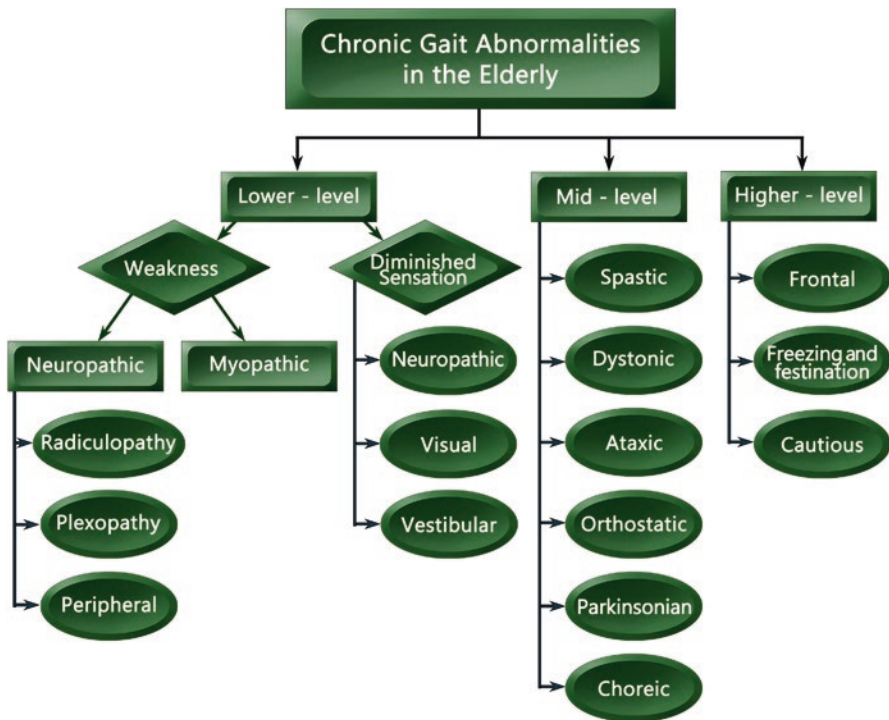 Chronic Gait Abnormalities
in the Elderly
Lower - level
Mid - level
Higher - level
Weakness
Diminished
Sensation
Neuropathic
Myopathic
Radiculopathy
Plexopathy
Peripheral
Neuropathic
Visual
Vestibular
Spastic
Dystonic
Ataxic
Orthostatic
Parkinsonian
Choreic
Frontal
Freezing and
festination
Cautious